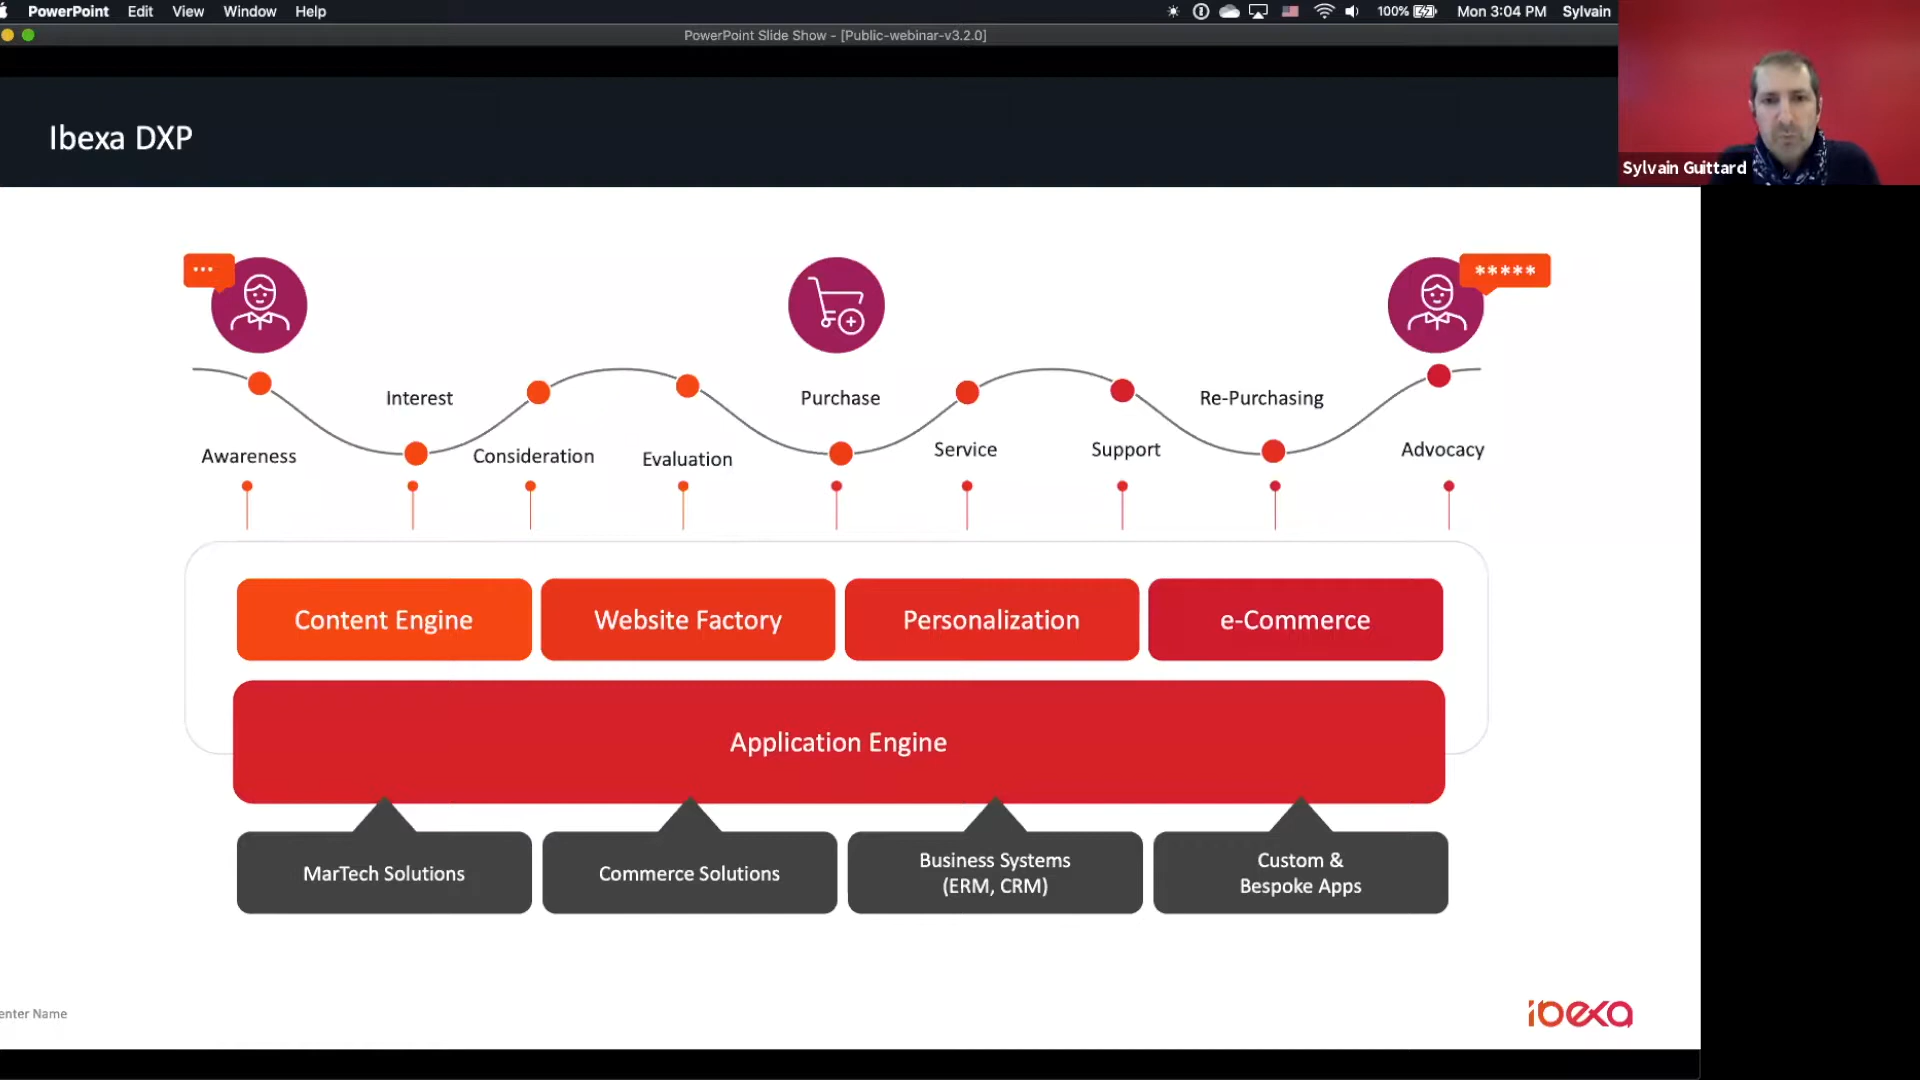 PowerPoint Edit View Window Help
100% Mon 3:04 PM Sylvain
PowerPoint Slide Show - [Public-webinar-v3.2.0]
Ibexa DXP
Sylvain Guittard
*****
Interest
Purchase
Re-Purchasing
Awareness
Consideration
Evaluation
Service
Support
Advocacy
Content Engine
Website Factory
Personalization
e-Commerce
Application Engine
MarTech Solutions
Commerce Solutions
Business Systems
(ERM, CRM)
Custom &
Bespoke Apps
enter Name
ibexa